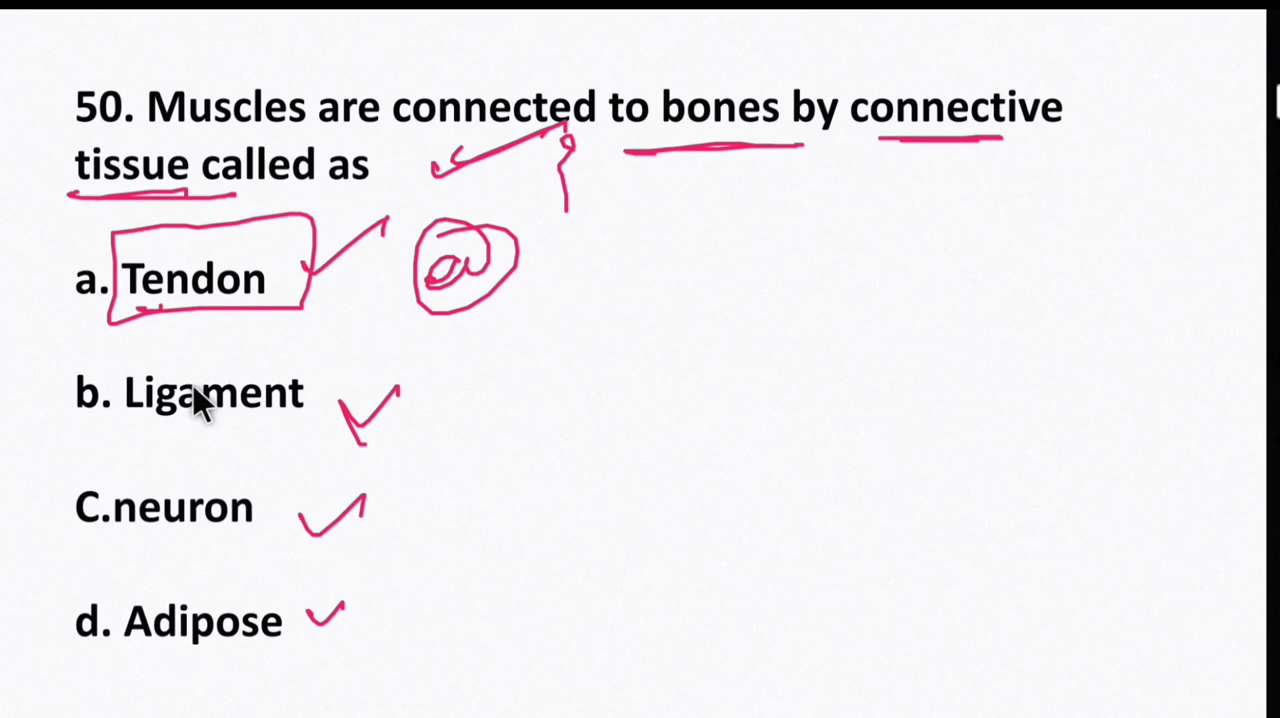 50. Muscles are connected to bones by connective
tissue called as
a. Tendon
a
b. Ligament
C.neuron
d. Adipose